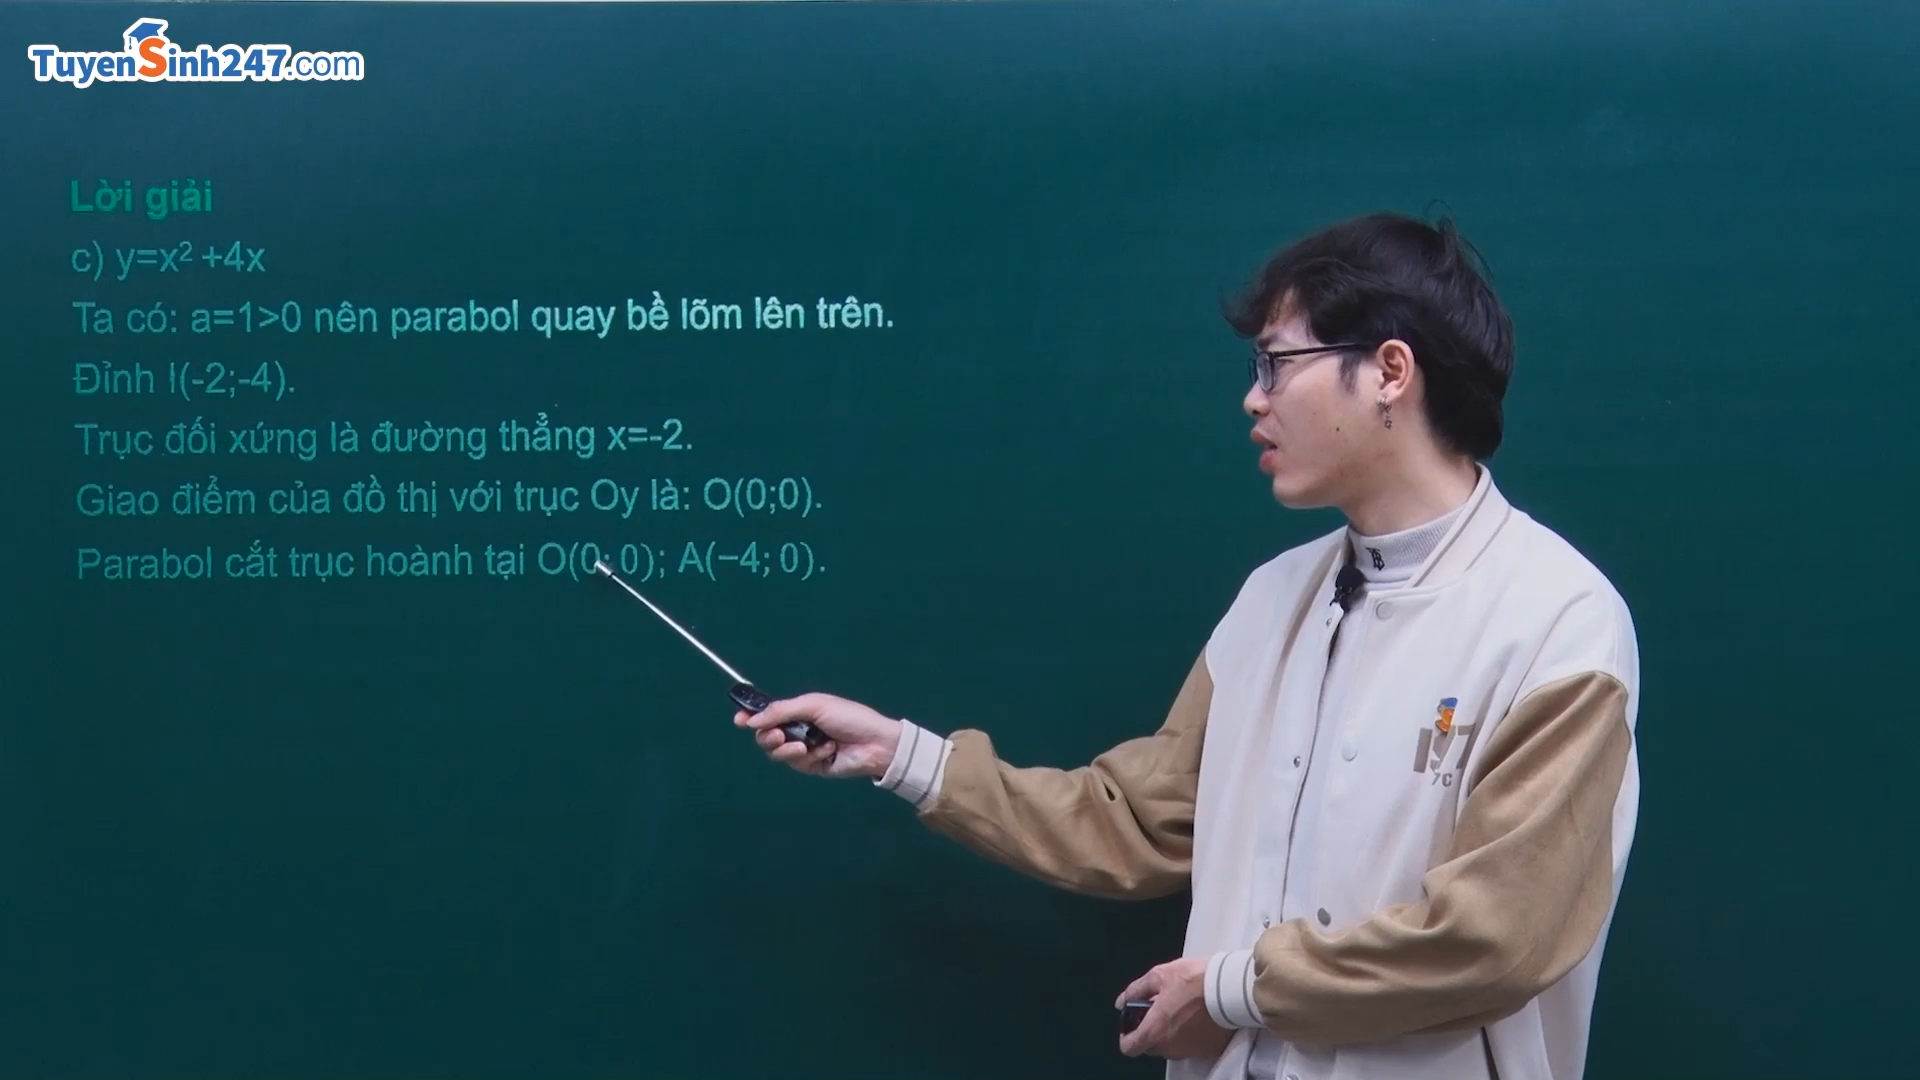 TuyenSinh247.com
Lời giải
c) y=x² +4x
Ta có: a=1>0 nên parabol quay bề lõm lên trên.
Đỉnh I(-2;-4).
Trục đối xứng là đường thẳng x=-2.
Giao điểm của đồ thị với trục Oy là: O(0;0).
Parabol cắt trục hoành tại O(0; 0); A(−4; 0).
197
7C